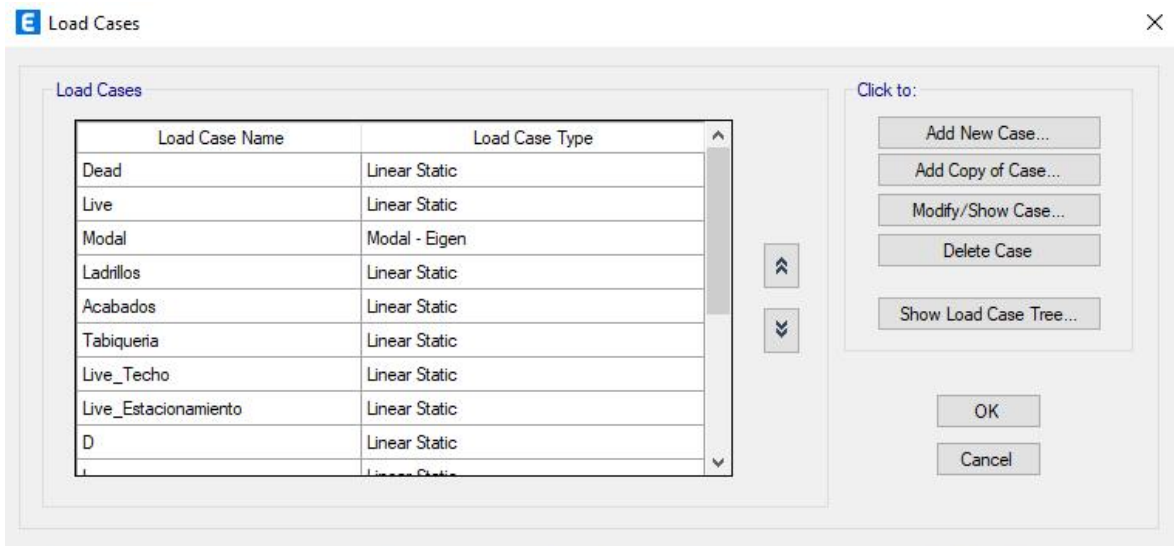 Load Cases
Load Cases
Click to:
Load Case Name Load Case Type
Dead Linear Static
Live Linear Static
Modal Modal - Eigen
Ladrillos Linear Static
Acabados Linear Static
Tabiqueria Linear Static
Live_Techo Linear Static
Live_Estacionamiento Linear Static
D Linear Static
Linear Static
Add New Case...
Add Copy of Case...
Modify/Show Case...
Delete Case
Show Load Case Tree...
OK
Cancel